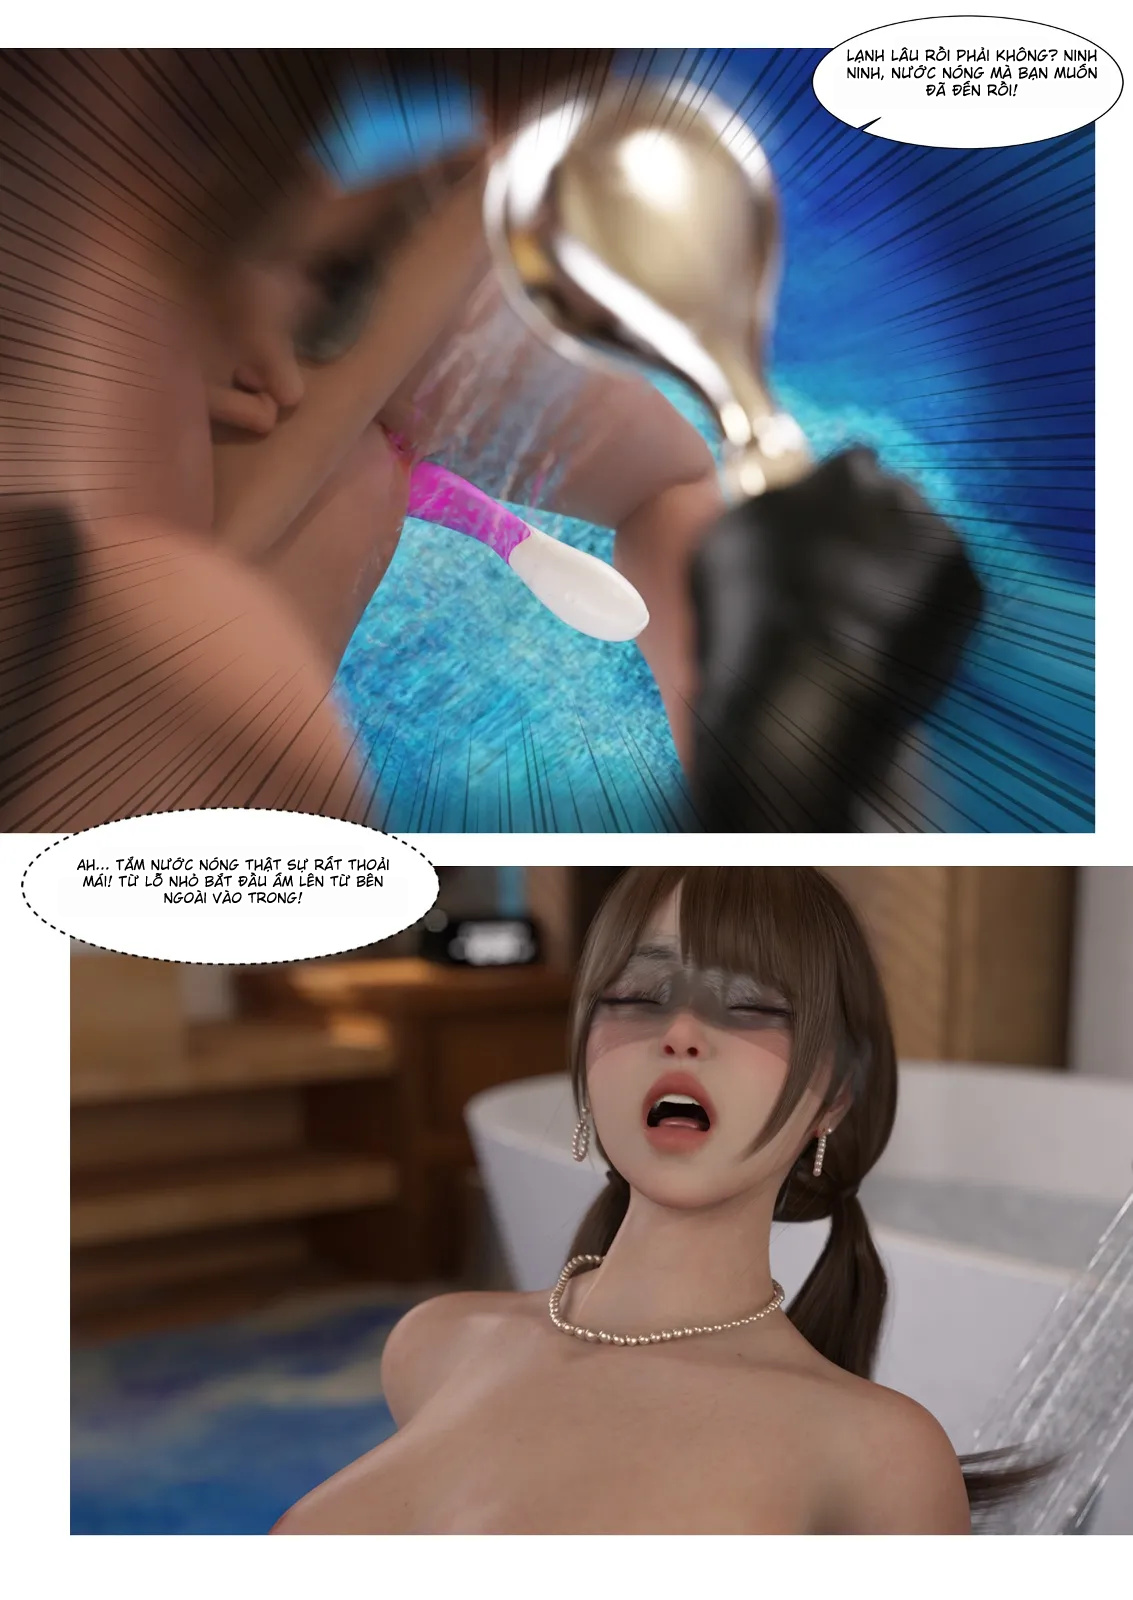 LẠNH LÂU RỒI PHẢI KHÔNG? NINH
NINH, NƯỚC NÓNG MÀ BẠN MUỐN
ĐÃ ĐẾN RỒI!
AH... TẮM NƯỚC NÓNG THẬT SỰ RẤT THOẢI
MÁI! TỪ LỖ NHỎ BẮT ĐẦU ẤM LÊN TỪ BÊN
NGOÀI VÀO TRONG!